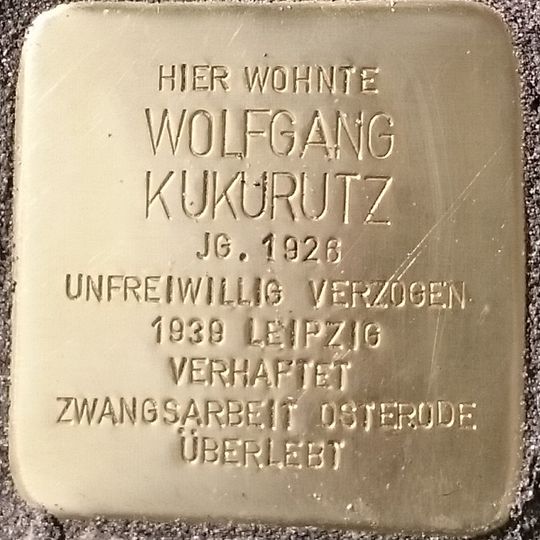 HIER WOHNTE
WOLFGANG
KUKURUTZ
JG. 1926
UNFREIWILLIG VERZOGEN
1939 LEIPZIG
VERHAFTET
ZWANGSARBEIT OSTERODE
ÜBERLEBT